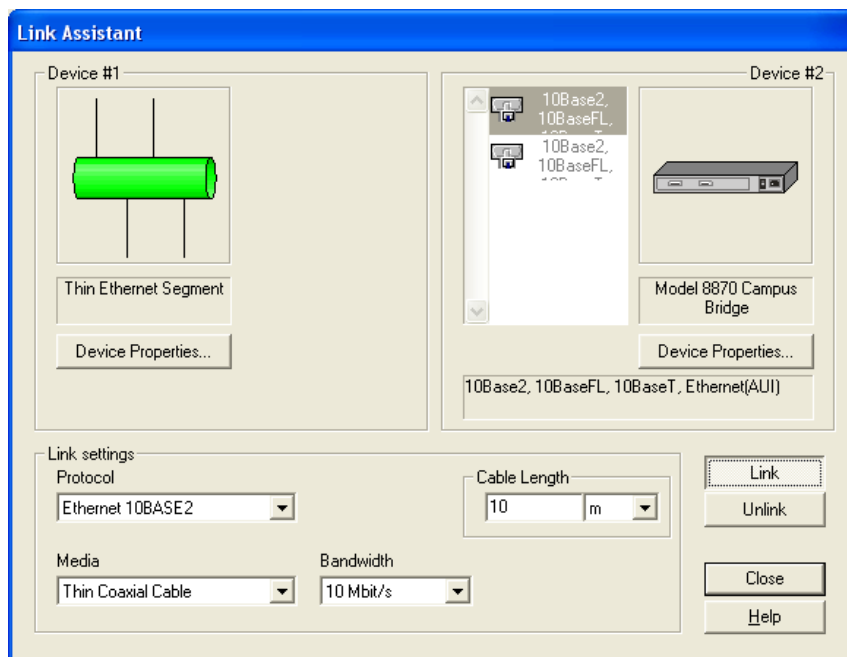 Link Assistant
Device #1
Device #2
10Base2,
10BaseFL,
10Base2,
10BaseFL,
Thin Ethernet Segment
Model 8870 Campus
Bridge
Device Properties...
Device Properties...
10Base2, 10BaseFL, 10BaseT, Ethernet(AUI)
Link settings
Protocol
Ethernet 10BASE2
Cable Length
10
m
Media
Thin Coaxial Cable
Bandwidth
10 Mbit/s
Link
Unlink
Close
Help